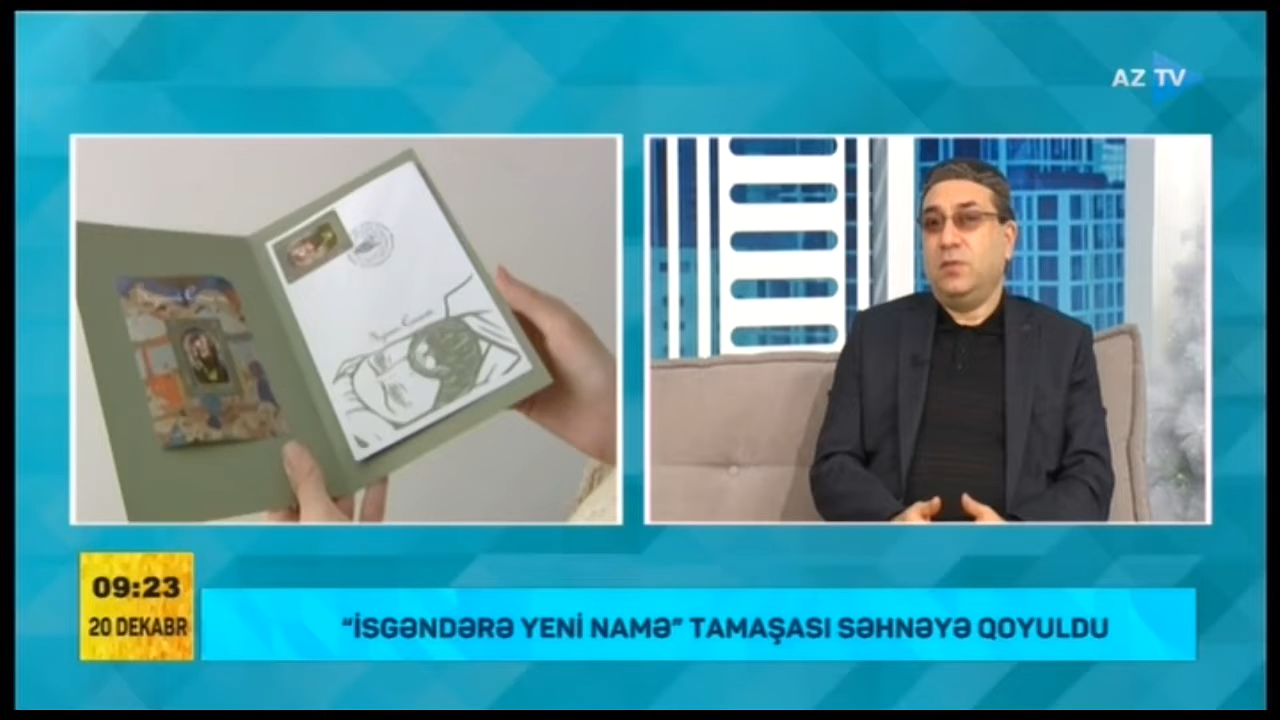 AZ TV
09:23
20 DEKABR
“İSGƏNDƏRƏ YENİ NAMƏ” TAMAŞASI SƏHNƏYƏ QOYULDU